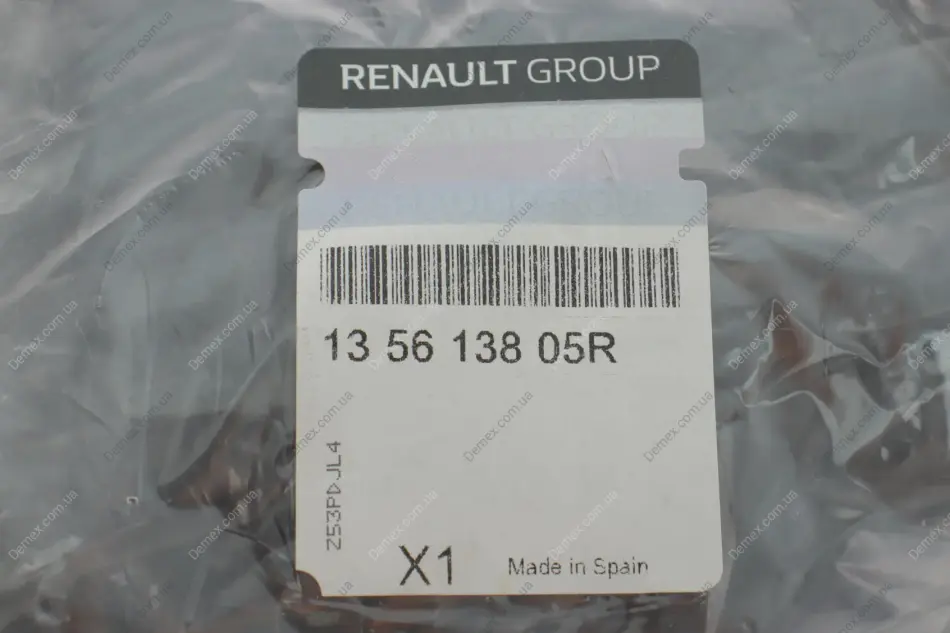 RENAULT GROUP
13 56 138 05R
Z53PDJL4
X1
Made in Spain
Demex.com.ua